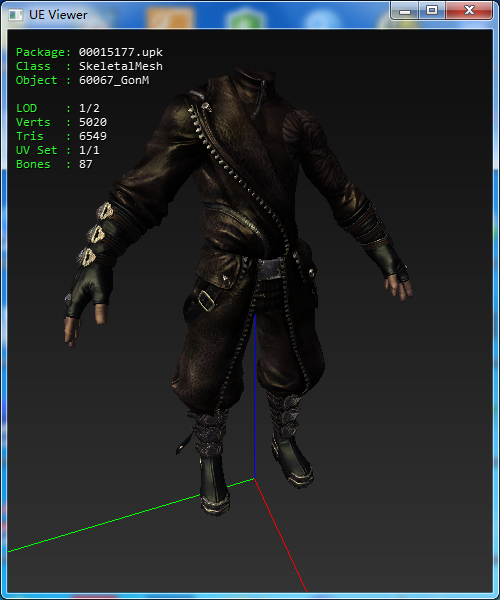 UE Viewer
Package: 00015177.upk
Class : SkeletalMesh
Object : 60067_GonM
LOD : 1/2
Verts : 5020
Tris : 6549
UV Set : 1/1
Bones : 87